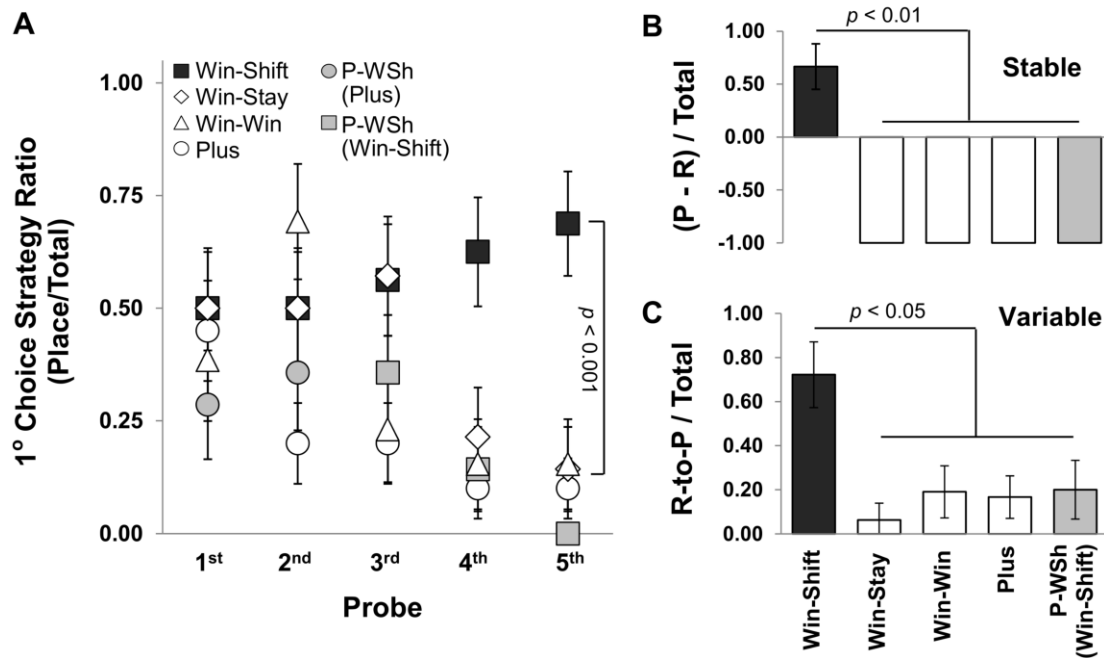 A
Win-Shift
Win-Stay
Win-Win
Plus
P-WSh
(Plus)
P-WSh
(Win-Shift)
1° Choice Strategy Ratio
(Place/Total)
1.00
0.75
0.50
0.25
0.00
p < 0.001
1st
2nd
3rd
4th
5th
Probe
B
p < 0.01
Stable
(P - R) / Total
1.00
0.50
0.00
-0.50
-1.00
C
p < 0.05
Variable
R-to-P / Total
1.00
0.80
0.60
0.40
0.20
0.00
Win-Shift
Win-Stay
Win-Win
Plus
P-WSh
(Win-Shift)